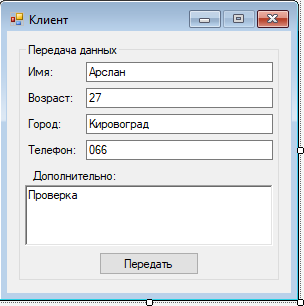 Клиент
Передача данных
Имя: Арслан
Возраст: 27
Город: Кировоград
Телефон: 066
Дополнительно:
Проверка
Передать